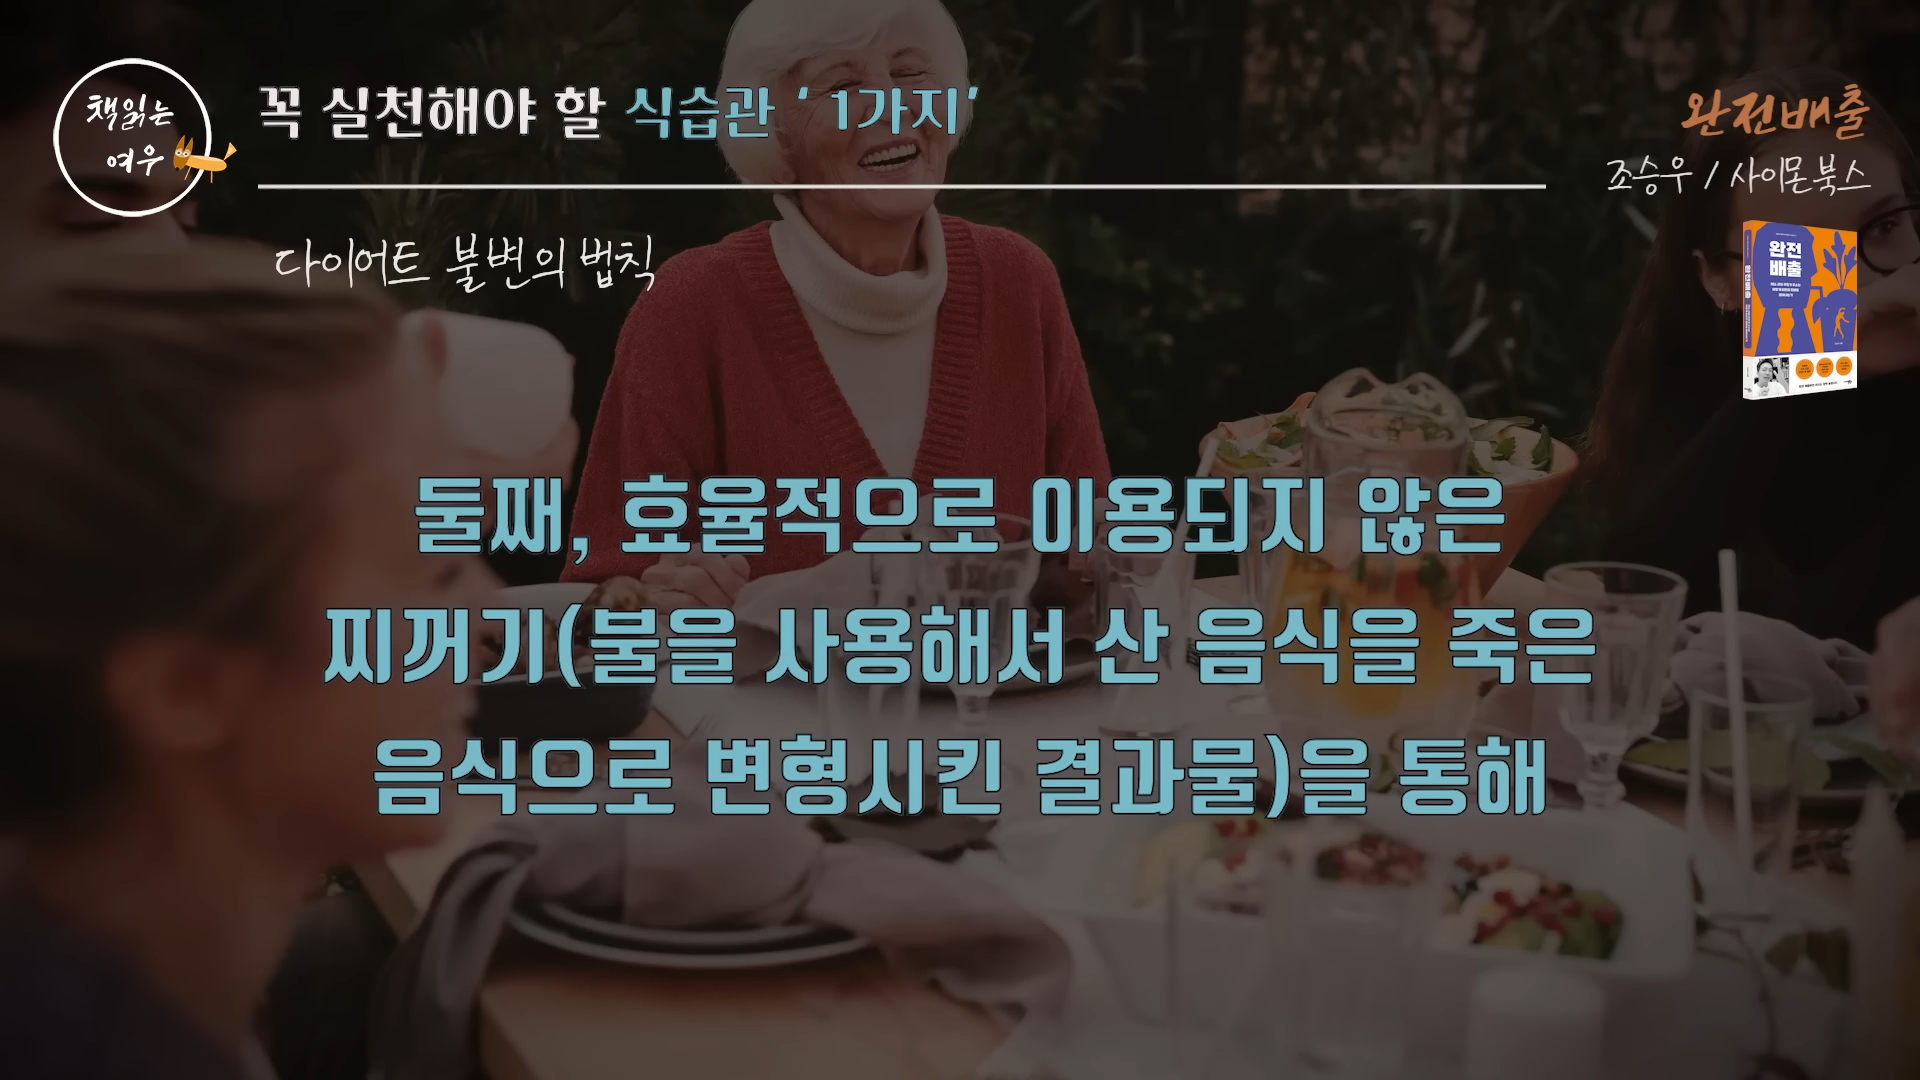 책읽는
여우
꼭 실천해야 할 식습관 ‘ 1가지’
다이어트 불변의 법칙
완전배출
조승우 / 사이몬북스
완전
배출
둘째, 효율적으로 이용되지 않은
찌꺼기(불을 사용해서 산 음식을 죽은
음식으로 변형시킨 결과물)을 통해